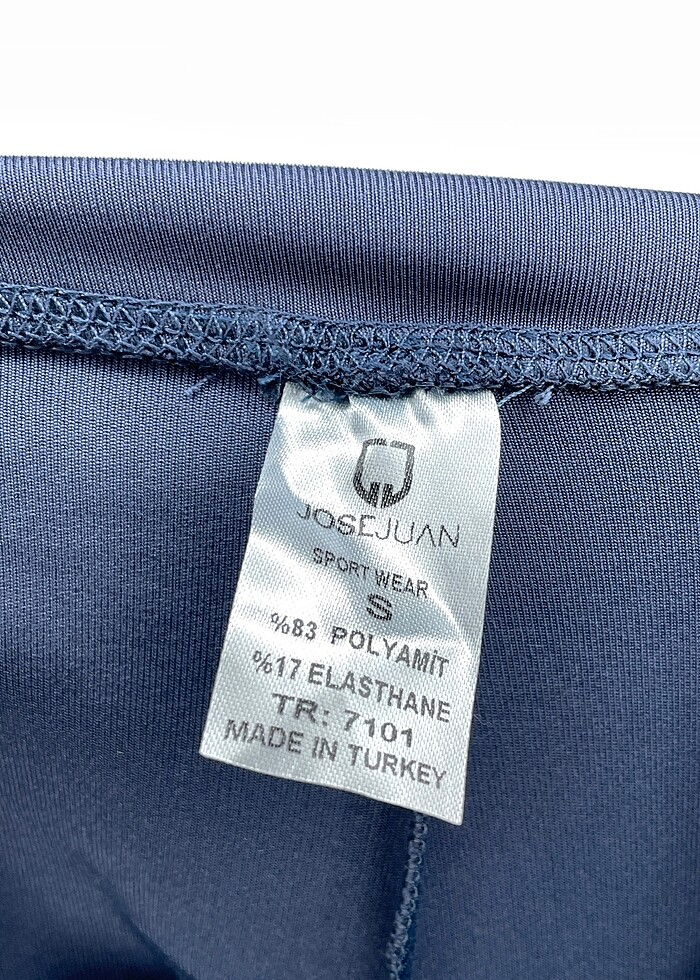 JOSEJUAN
SPORT WEAR
S
%83 POLYAMİT
%17 ELASTHANE
TR: 7101
MADE IN TURKEY